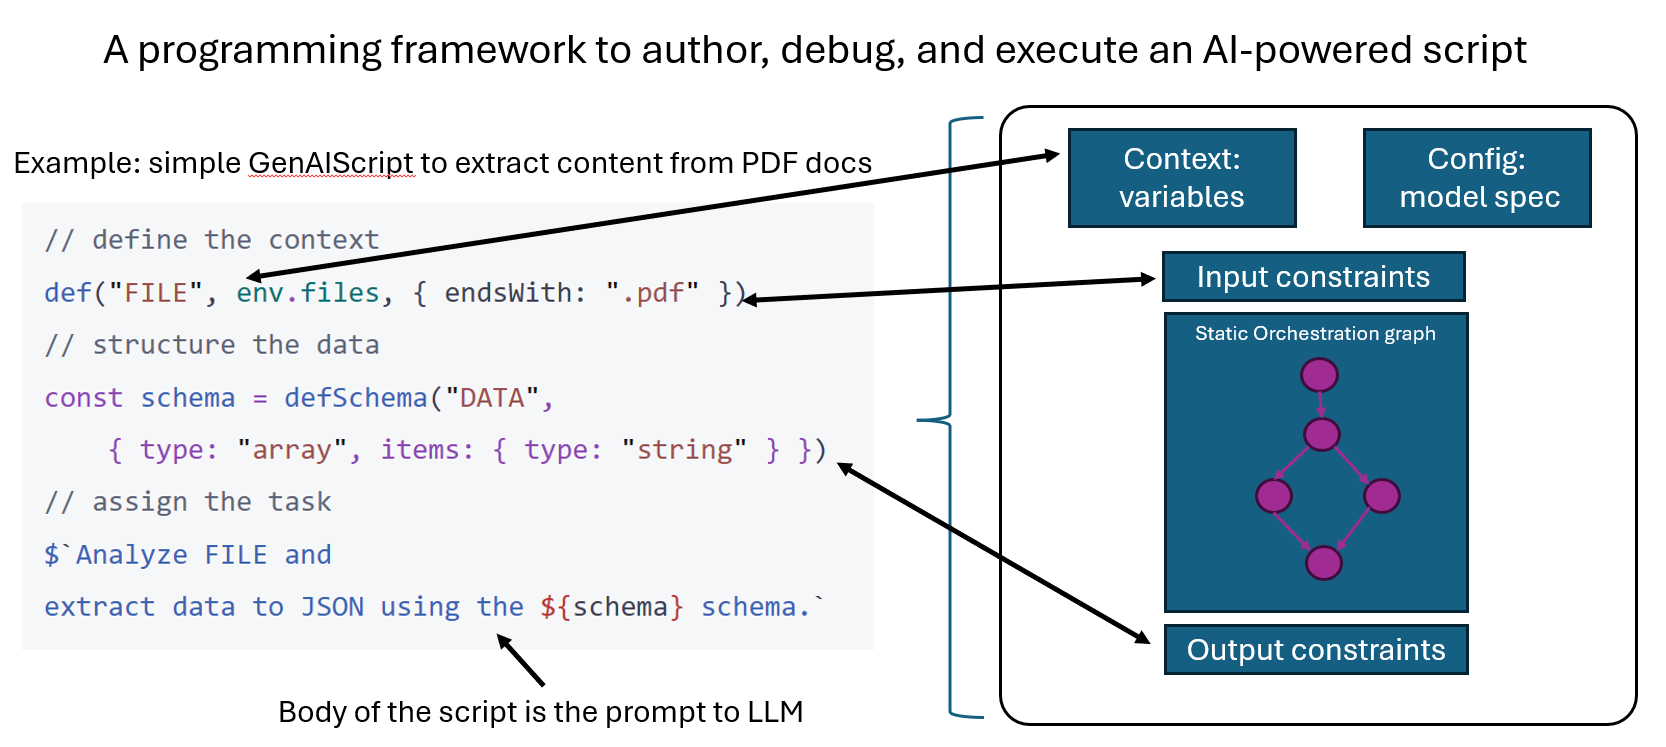 A programming framework to author, debug, and execute an AI-powered script
Example: simple GenAIScript to extract content from PDF docs
// define the context
def("FILE", env.files, { endsWith: ".pdf" })
// structure the data
const schema = defSchema("DATA",
    { type: "array", items: { type: "string" } })
// assign the task
$`Analyze FILE and
extract data to JSON using the ${schema} schema.`
Body of the script is the prompt to LLM
Context:
variables
Config:
model spec
Input constraints
Static Orchestration graph
Output constraints